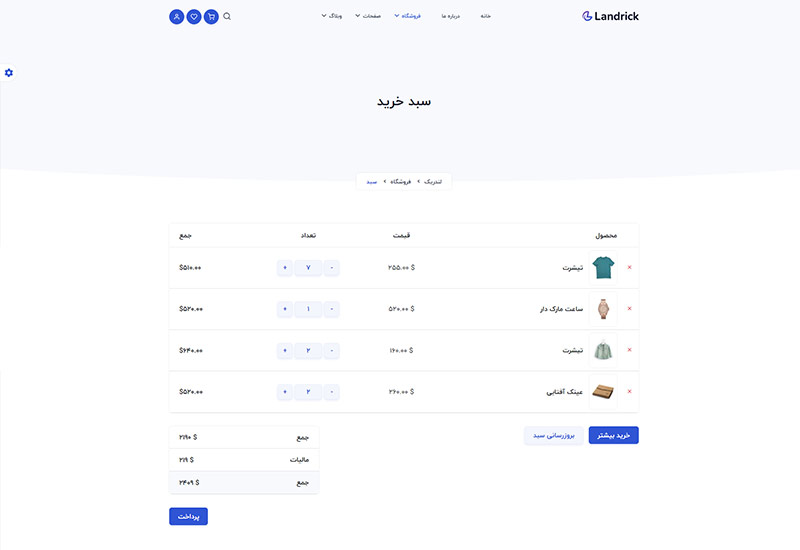 Landrick
خانه درباره ما فروشگاه صفحات وبلاگ
سبد خرید
لندریک فروشگاه سبد
محصول قیمت تعداد جمع
× تیشرت ۲۵۵.۰۰ $ - ۷ + $۵۱۰.۰۰
× ساعت مارک دار ۵۲۰.۰۰ $ - ۱ + $۵۲۰.۰۰
× تیشرت ۱۶۰.۰۰ $ - ۲ + $۶۴۰.۰۰
× عینک آفتابی ۲۶۰.۰۰ $ - ۲ + $۵۲۰.۰۰
خرید بیشتر بروزرسانی سبد
جمع ۲۱۹۰ $
مالیات ۲۱۹ $
جمع ۲۴۰۹ $
پرداخت